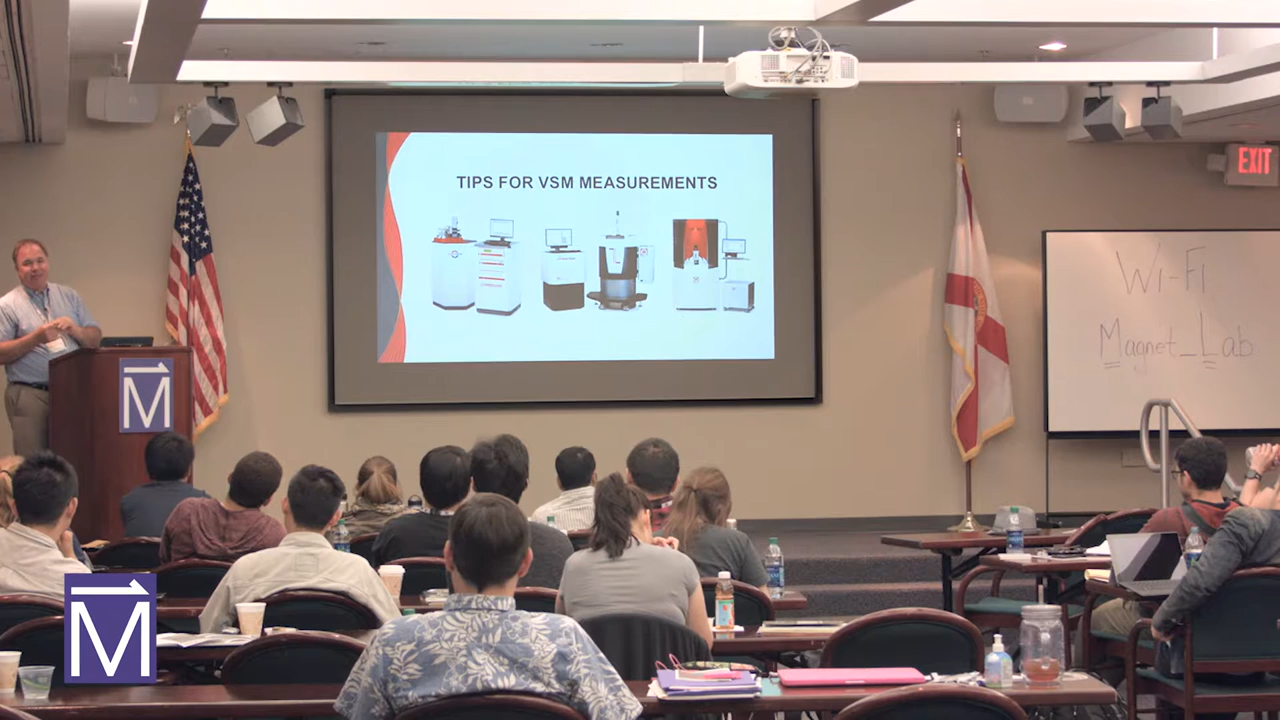 TIPS FOR VSM MEASUREMENTS
EXIT
Wi-Fi
Magnet_Lab
M
M